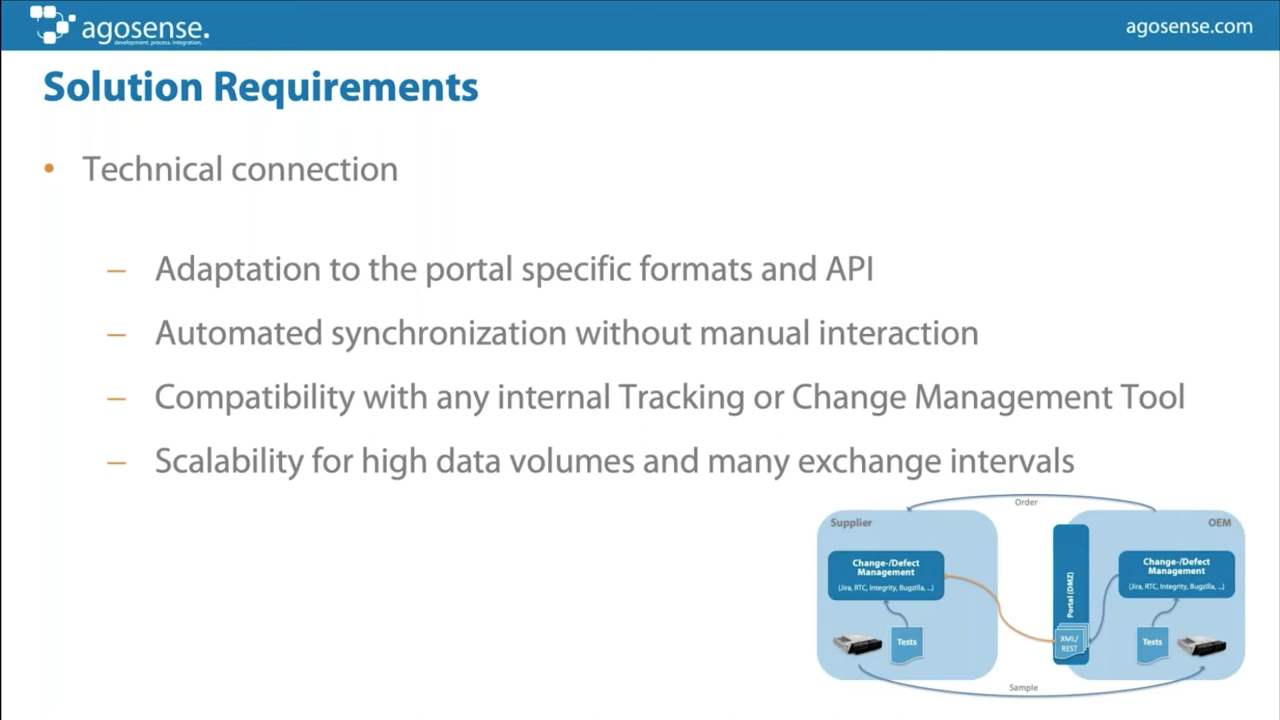 agosense.
development, process, integration.
agosense.com
Solution Requirements
• Technical connection
– Adaptation to the portal specific formats and API
– Automated synchronization without manual interaction
– Compatibility with any internal Tracking or Change Management Tool
– Scalability for high data volumes and many exchange intervals
Order
Supplier
OEM
Change-/Defect
Management
(Jira, RTC, Integrity, Bugzilla, ...)
Portal (DMZ)
Change-/Defect
Management
(Jira, RTC, Integrity, Bugzilla, ...)
Tests
XML/
REST
Tests
Sample